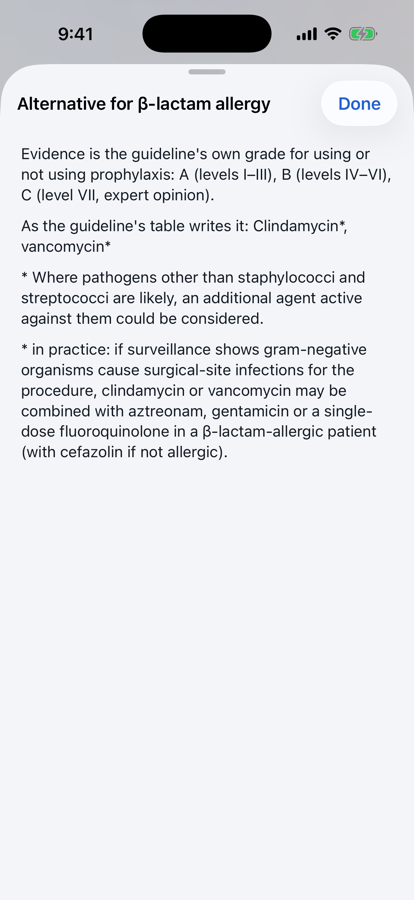 9:41
Alternative for β-lactam allergy
Done
Evidence is the guideline's own grade for using or
not using prophylaxis: A (levels I–III), B (levels IV–VI),
C (level VII, expert opinion).
As the guideline's table writes it: Clindamycin*,
vancomycin*
* Where pathogens other than staphylococci and
streptococci are likely, an additional agent active
against them could be considered.
* in practice: if surveillance shows gram-negative
organisms cause surgical-site infections for the
procedure, clindamycin or vancomycin may be
combined with aztreonam, gentamicin or a single-
dose fluoroquinolone in a β-lactam-allergic patient
(with cefazolin if not allergic).